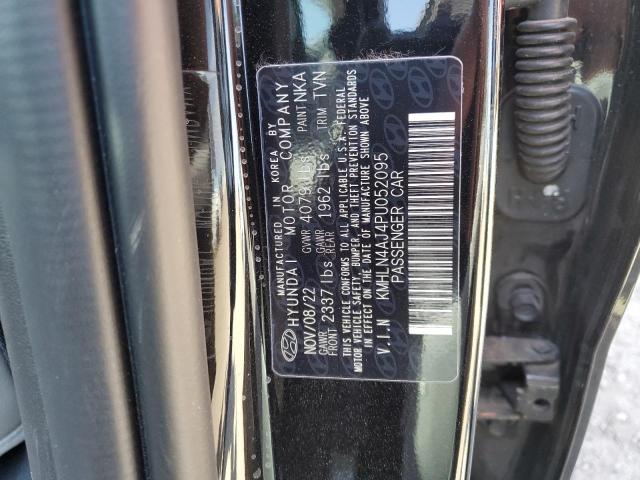 MANUFACTURED IN KOREA BY
HYUNDAI MOTOR COMPANY
NOV/08/22 GVWR 4079 lbs PAINT NKA
GAWR FRONT 2337 lbs GAWR REAR 1962 lbs TRIM TVN
THIS VEHICLE CONFORMS TO ALL APPLICABLE U.S.A. FEDERAL
MOTOR VEHICLE SAFETY, BUMPER, AND THEFT PREVENTION STANDARDS
IN EFFECT ON THE DATE OF MANUFACTURE SHOWN ABOVE
V.I.N KMHLN4AJ4PU052095
PASSENGER CAR